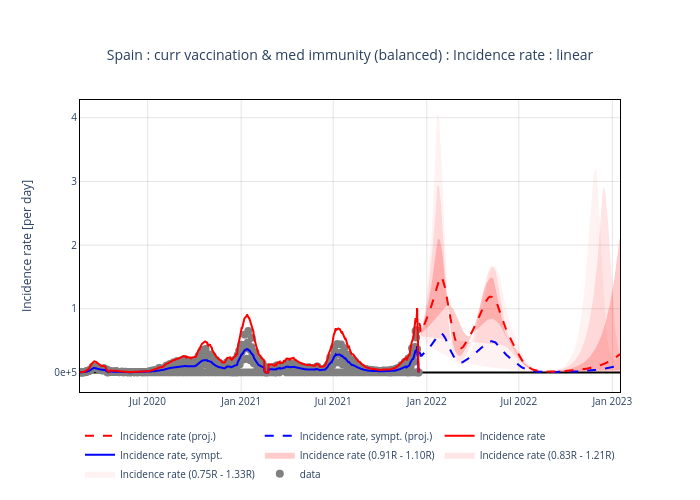 Spain : curr vaccination & med immunity (balanced) : Incidence rate : linear
Incidence rate [per day]
4
3
2
1
0e+5
Jul 2020
Jan 2021
Jul 2021
Jan 2022
Jul 2022
Jan 2023
Incidence rate (proj.)
Incidence rate, sympt. (proj.)
Incidence rate
Incidence rate, sympt.
Incidence rate (0.91R - 1.10R)
Incidence rate (0.83R - 1.21R)
Incidence rate (0.75R - 1.33R)
data